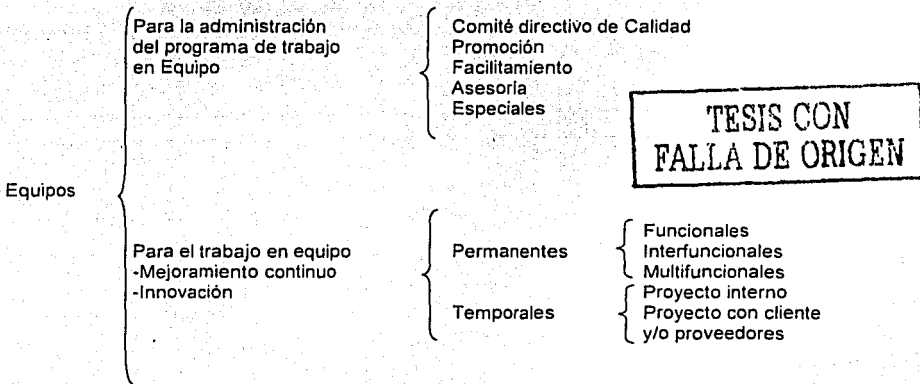 Para la administración
del programa de trabajo
en Equipo
Comité directivo de Calidad
Promoción
Facilitamiento
Asesoría
Especiales
TESIS CON
FALLA DE ORIGEN
Equipos
Para el trabajo en equipo
-Mejoramiento continuo
-Innovación
Permanentes
Funcionales
Interfuncionales
Multifuncionales
Temporales
Proyecto interno
Proyecto con cliente
y/o proveedores